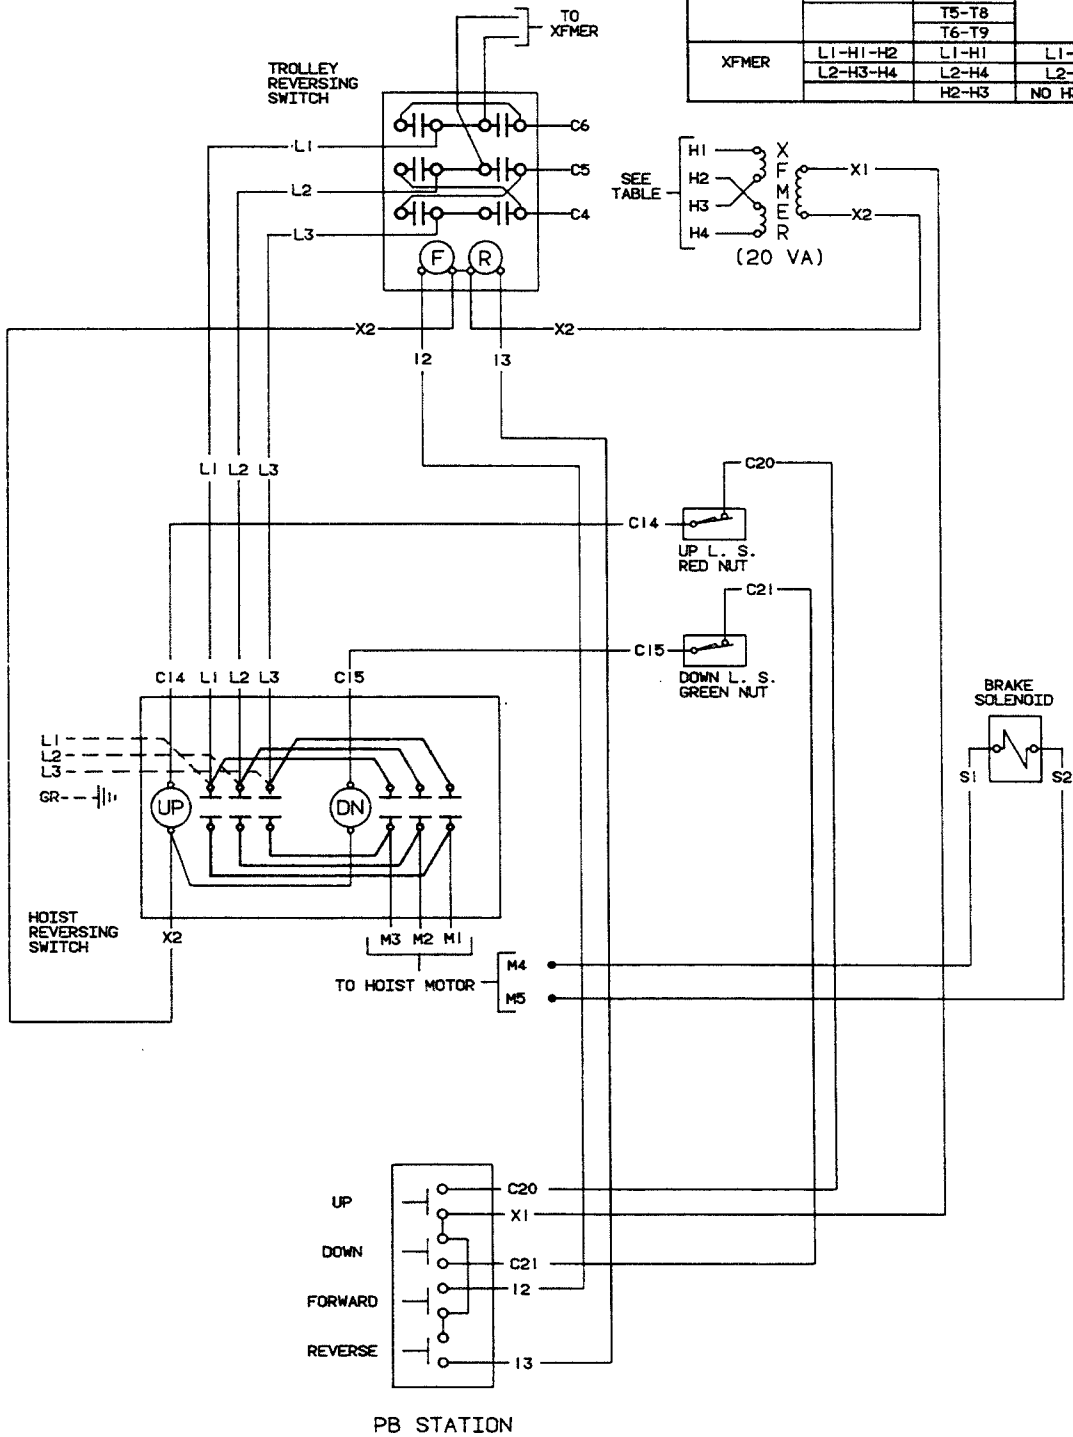 TO
XFMER
T5-T8
T6-T9
XFMER
L1-H1-H2
L1-H1
L1-
L2-H3-H4
L2-H4
L2-
H2-H3
NO H
TROLLEY
REVERSING
SWITCH
C6
L1
C5
L2
C4
L3
F
R
SEE
TABLE
H1
H2
H3
H4
XFMER
(20 VA)
X1
X2
X2
X2
12
13
L1 L2 L3
C20
C14
UP L. S.
RED NUT
C21
C15
DOWN L. S.
GREEN NUT
C14 L1 L2 L3 C15
BRAKE
SOLENOID
S1
S2
L1
L2
L3
GR
UP
DN
HOIST
REVERSING
SWITCH
X2
M3 M2 M1
TO HOIST MOTOR
M4
M5
UP
C20
X1
DOWN
C21
12
FORWARD
REVERSE
13
PB STATION